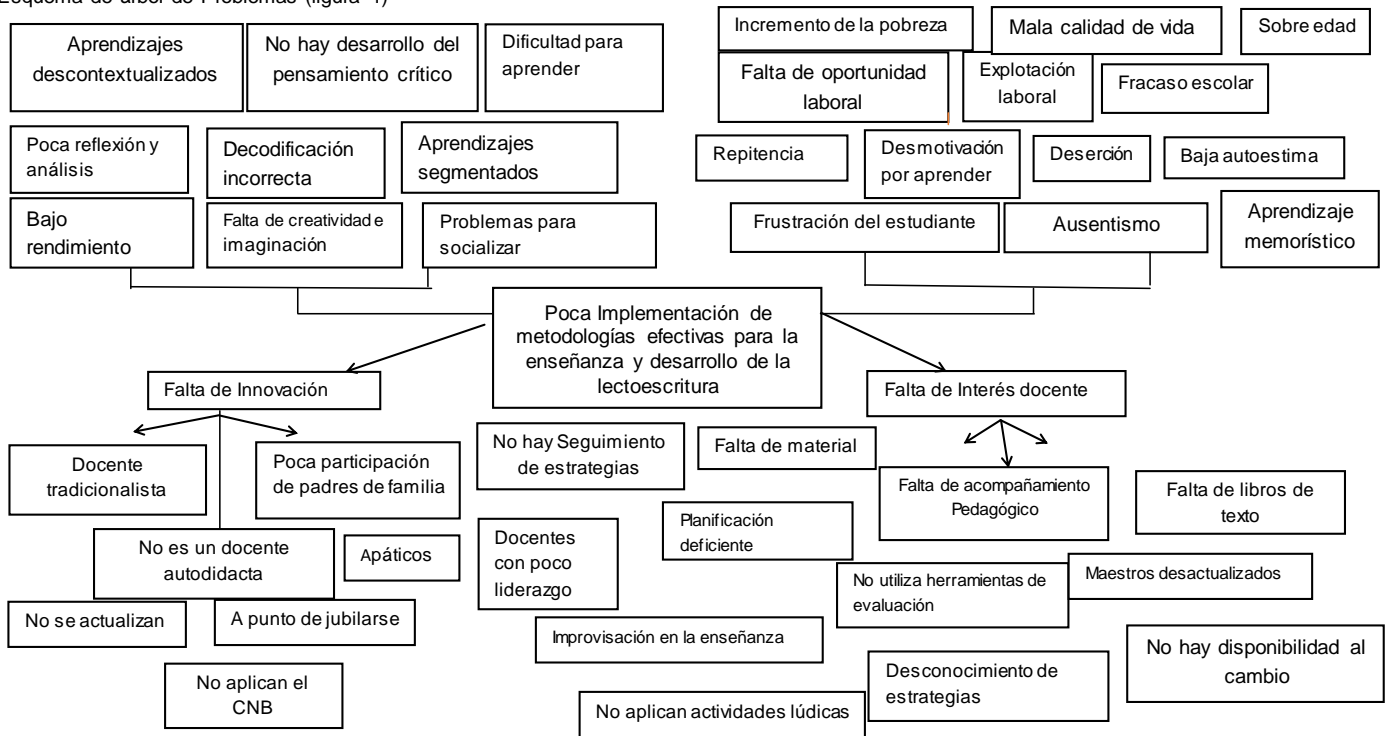 Esquema de árbol de Problemas (figura 4)
Aprendizajes
descontextualizados
No hay desarrollo del
pensamiento crítico
Dificultad para
aprender
Poca reflexión y
análisis
Decodificación
incorrecta
Aprendizajes
segmentados
Bajo
rendimiento
Falta de creatividad e
imaginación
Problemas para
socializar
Incremento de la pobreza
Mala calidad de vida
Sobre edad
Falta de oportunidad
laboral
Explotación
laboral
Fracaso escolar
Repitencia
Desmotivación
por aprender
Deserción
Baja autoestima
Frustración del estudiante
Ausentismo
Aprendizaje
memorístico
Poca Implementación de
metodologías efectivas para la
enseñanza y desarrollo de la
lectoescritura
Falta de Innovación
Falta de Interés docente
Docente
tradicionalista
Poca participación
de padres de familia
No es un docente
autodidacta
Apáticos
No se actualizan
A punto de jubilarse
No aplican el
CNB
No hay Seguimiento
de estrategias
Falta de material
Falta de acompañamiento
Pedagógico
Falta de libros de
texto
Docentes
con poco
liderazgo
Planificación
deficiente
No utiliza herramientas de
evaluación
Maestros desactualizados
Improvisación en la enseñanza
Desconocimiento de
estrategias
No hay disponibilidad al
cambio
No aplican actividades lúdicas